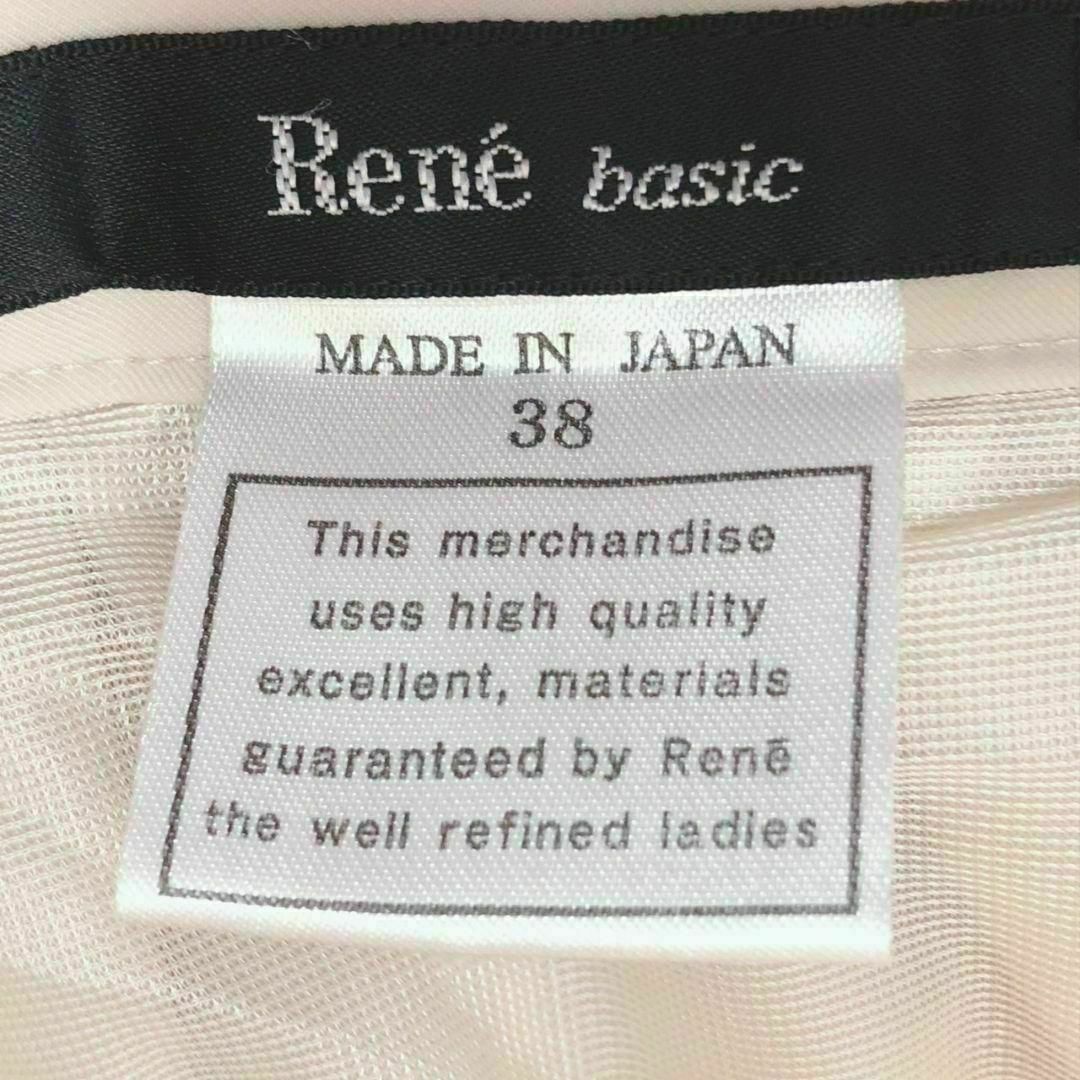 René basic
MADE IN JAPAN
38
This merchandise
uses high quality
excellent, materials
guaranteed by Renē
the well refined ladies